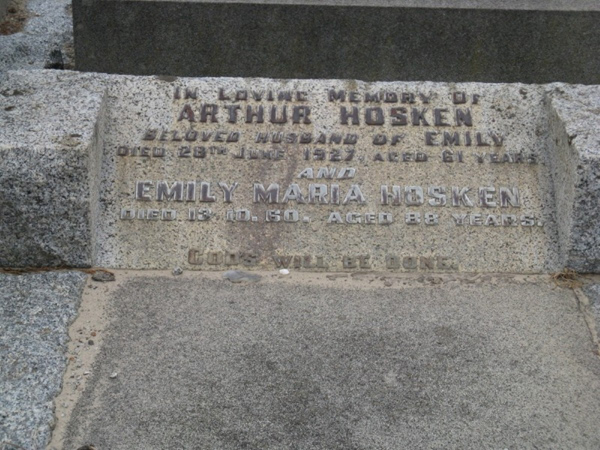 IN LOVING MEMORY OF
ARTHUR HOSKEN
BELOVED HUSBAND OF EMILY
DIED 28TH JUNE 1927, AGED 61 YEARS
AND
EMILY MARIA HOSKEN
DIED 13.10.60. AGED 88 YEARS.
GOD'S WILL BE DONE.